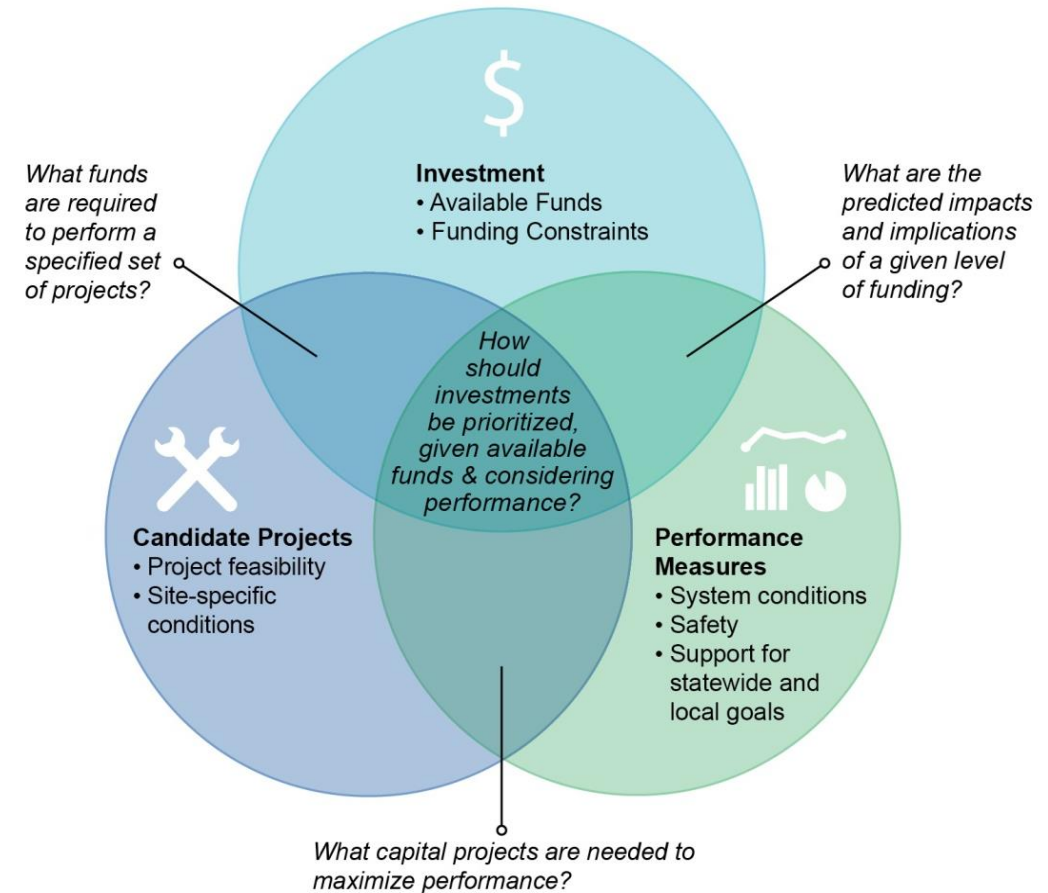 $
What funds
are required
to perform a
specified set
of projects?
Investment
• Available Funds
• Funding Constraints
What are the
predicted impacts
and implications
of a given level
of funding?
How
should
investments
be prioritized,
given available
funds & considering
performance?
Candidate Projects
• Project feasibility
• Site-specific
conditions
Performance
Measures
• System conditions
• Safety
• Support for
statewide and
local goals
What capital projects are needed to
maximize performance?